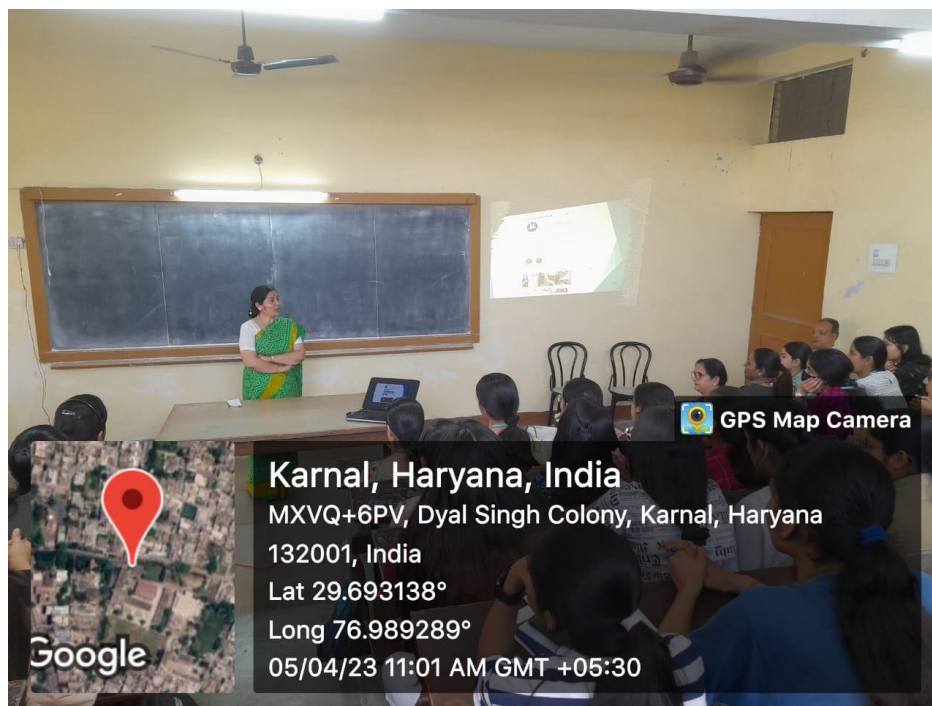 GPS Map Camera
Karnal, Haryana, India
MXVQ+6PV, Dyal Singh Colony, Karnal, Haryana
132001, India
Lat 29.693138°
Long 76.989289°
05/04/23 11:01 AM GMT +05:30
Google